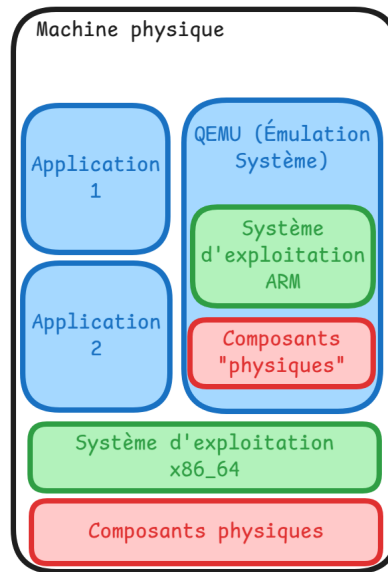 Machine physique
Application
1
QEMU (Émulation
Système)
Système
d'exploitation
ARM
Composants
"physiques"
Application
2
Système d'exploitation
x86_64
Composants physiques